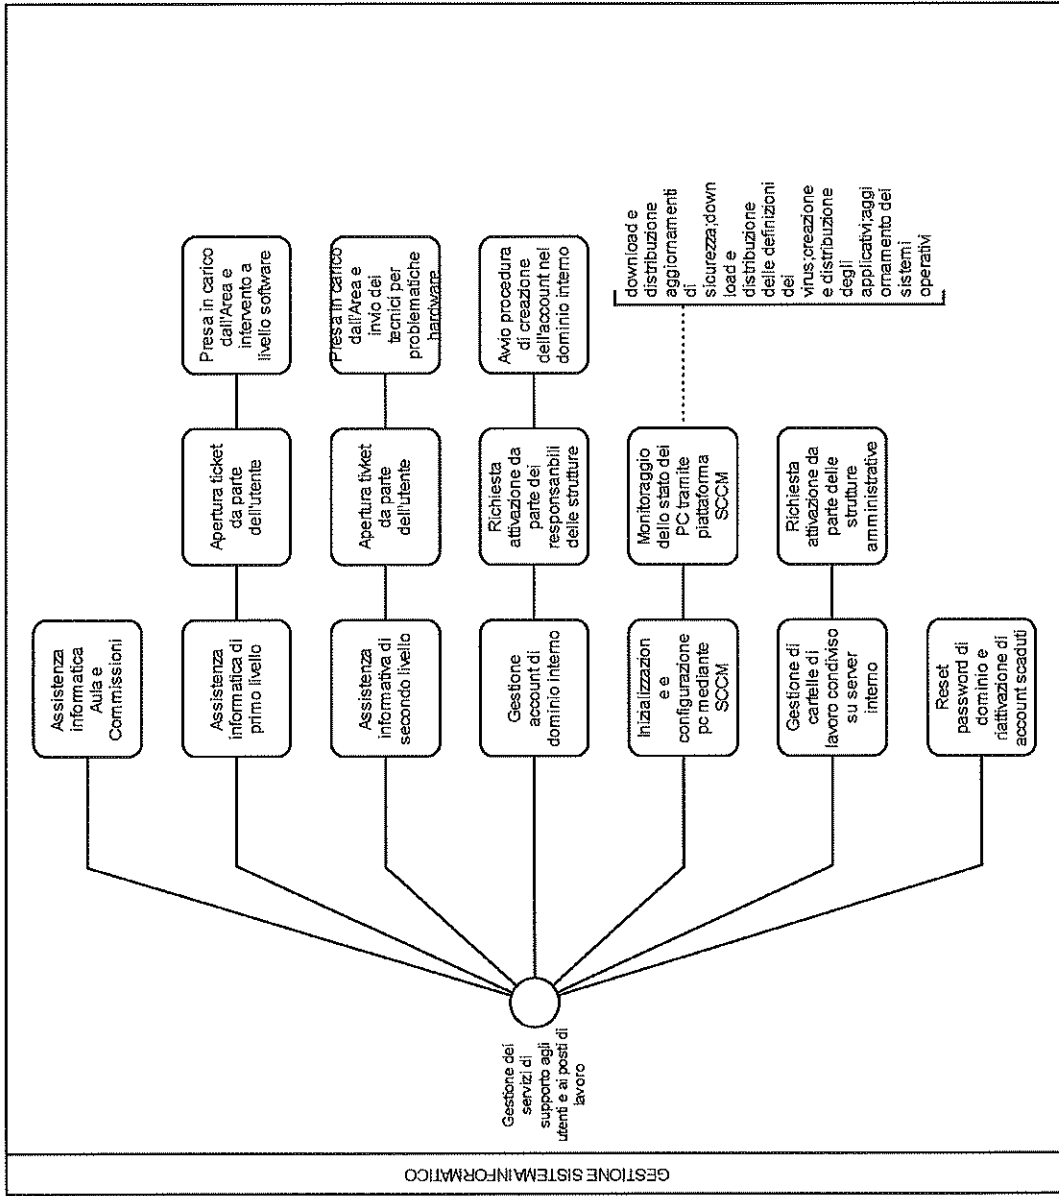 GESTIONE SISTEMA INFORMATICO
Gestione dei
servizi di
supporto agli
utenti e ai posti di
lavoro
Assistenza
informatica
Aula e
Commissioni
Assistenza
informatica di
primo livello
Apertura ticket
da parte
dell'utente
Presa in carico
dall'Area e
intervento a
livello software
Assistenza
informativa di
secondo livello
Apertura tivket
da parte
dell'utente
Presa in carico
dall'Area e
invio dei
tecnici per
problematiche
hardware
Gestione
account di
dominio interno
Richiesta
attivazione da
parte dei
responsanbili
delle strutture
Avvio procedura
di creazione
dell'account nel
dominio interno
Inizializzazion
e e
configurazione
pc mediante
SCCM
Monitoraggio
dello stato dei
PC tramite
piattaforma
SCCM
download e
distribuzione
aggiornamenti
di
sicurezza;down
load e
distribuzione
delle definizioni
dei
virus;creazione
e distribuzione
degli
applicativi;aggi
ornamento dei
sistemi
operativi
Gestione di
cartelle di
lavoro condiviso
su server
interno
Richiesta
attivazione da
parte delle
strutture
amministrative
Reset
password di
dominio e
riattivazione di
account scaduti